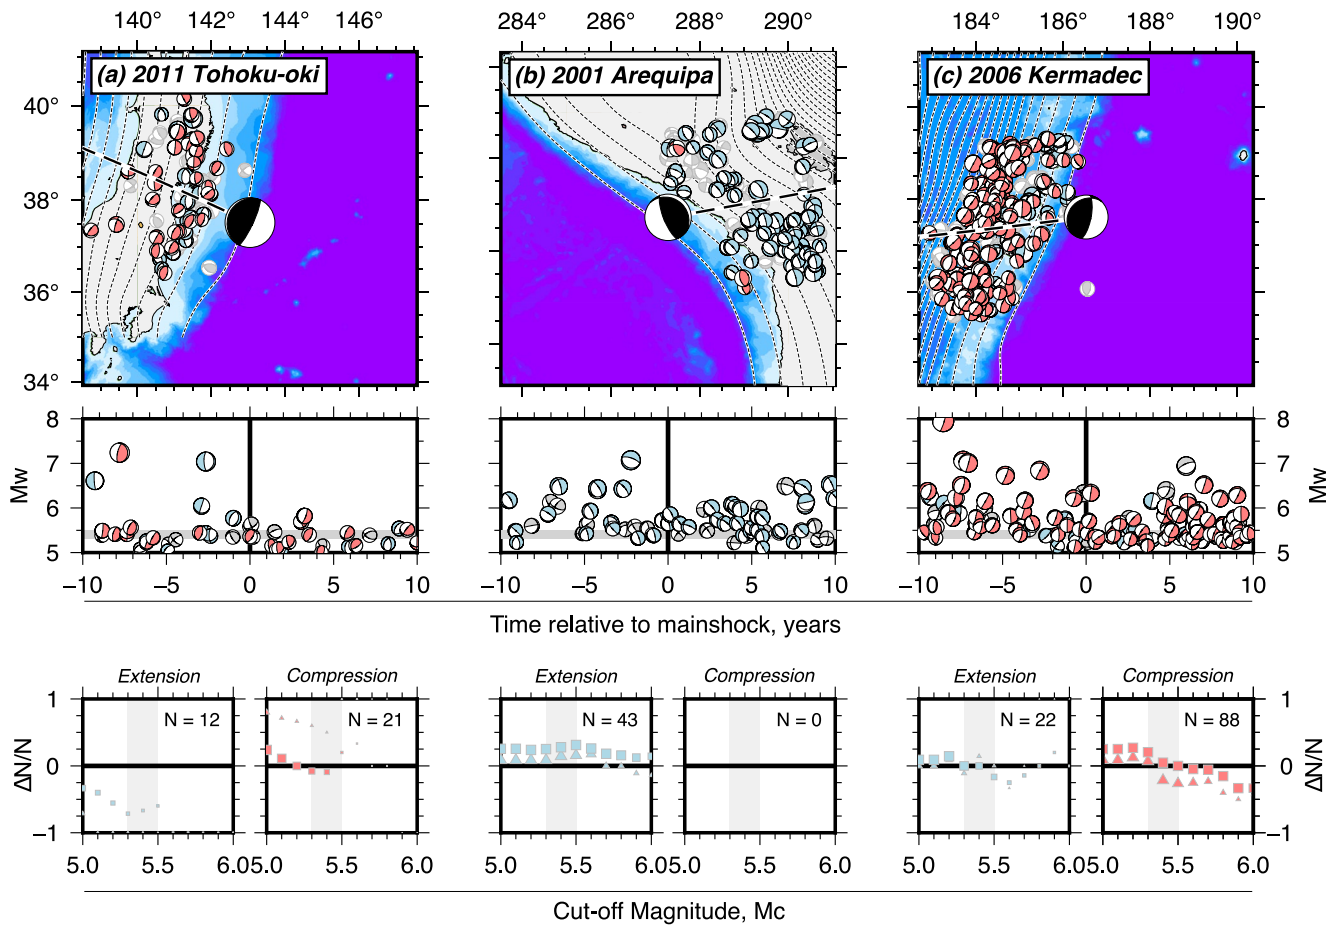 140° 142° 144° 146° 284° 286° 288° 290° 184° 186° 188° 190°
(a) 2011 Tohoku-oki (b) 2001 Arequipa (c) 2006 Kermadec
40°
38°
36°
34°
8 8
7 7
Mw Mw
6 6
5 5
−10 −5 0 5 10 −10 −5 0 5 10 −10 −5 0 5 10
Time relative to mainshock, years
Extension Compression Extension Compression Extension Compression
1 1
N = 12 N = 21 N = 43 N = 0 N = 22 N = 88
ΔN/N ΔN/N
0 0
−1 −1
5.0 5.5 6.0 5.0 5.5 6.0 5.0 5.5 6.0 5.0 5.5 6.0 5.0 5.5 6.0 5.0 5.5 6.0
Cut-off Magnitude, Mc